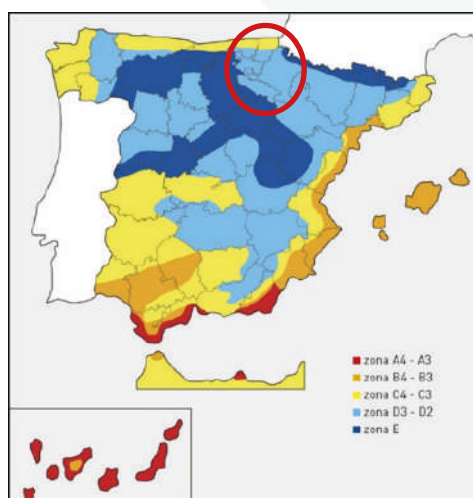 zona A4 - A3
zona B4 - B3
zona C4 - C3
zona D3 - D2
zona E